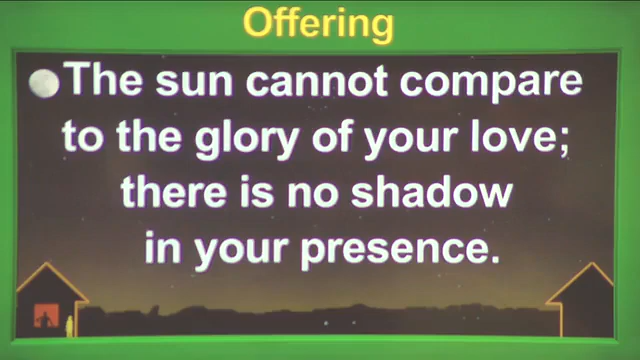 Offering
The sun cannot compare
to the glory of your love;
there is no shadow
in your presence.